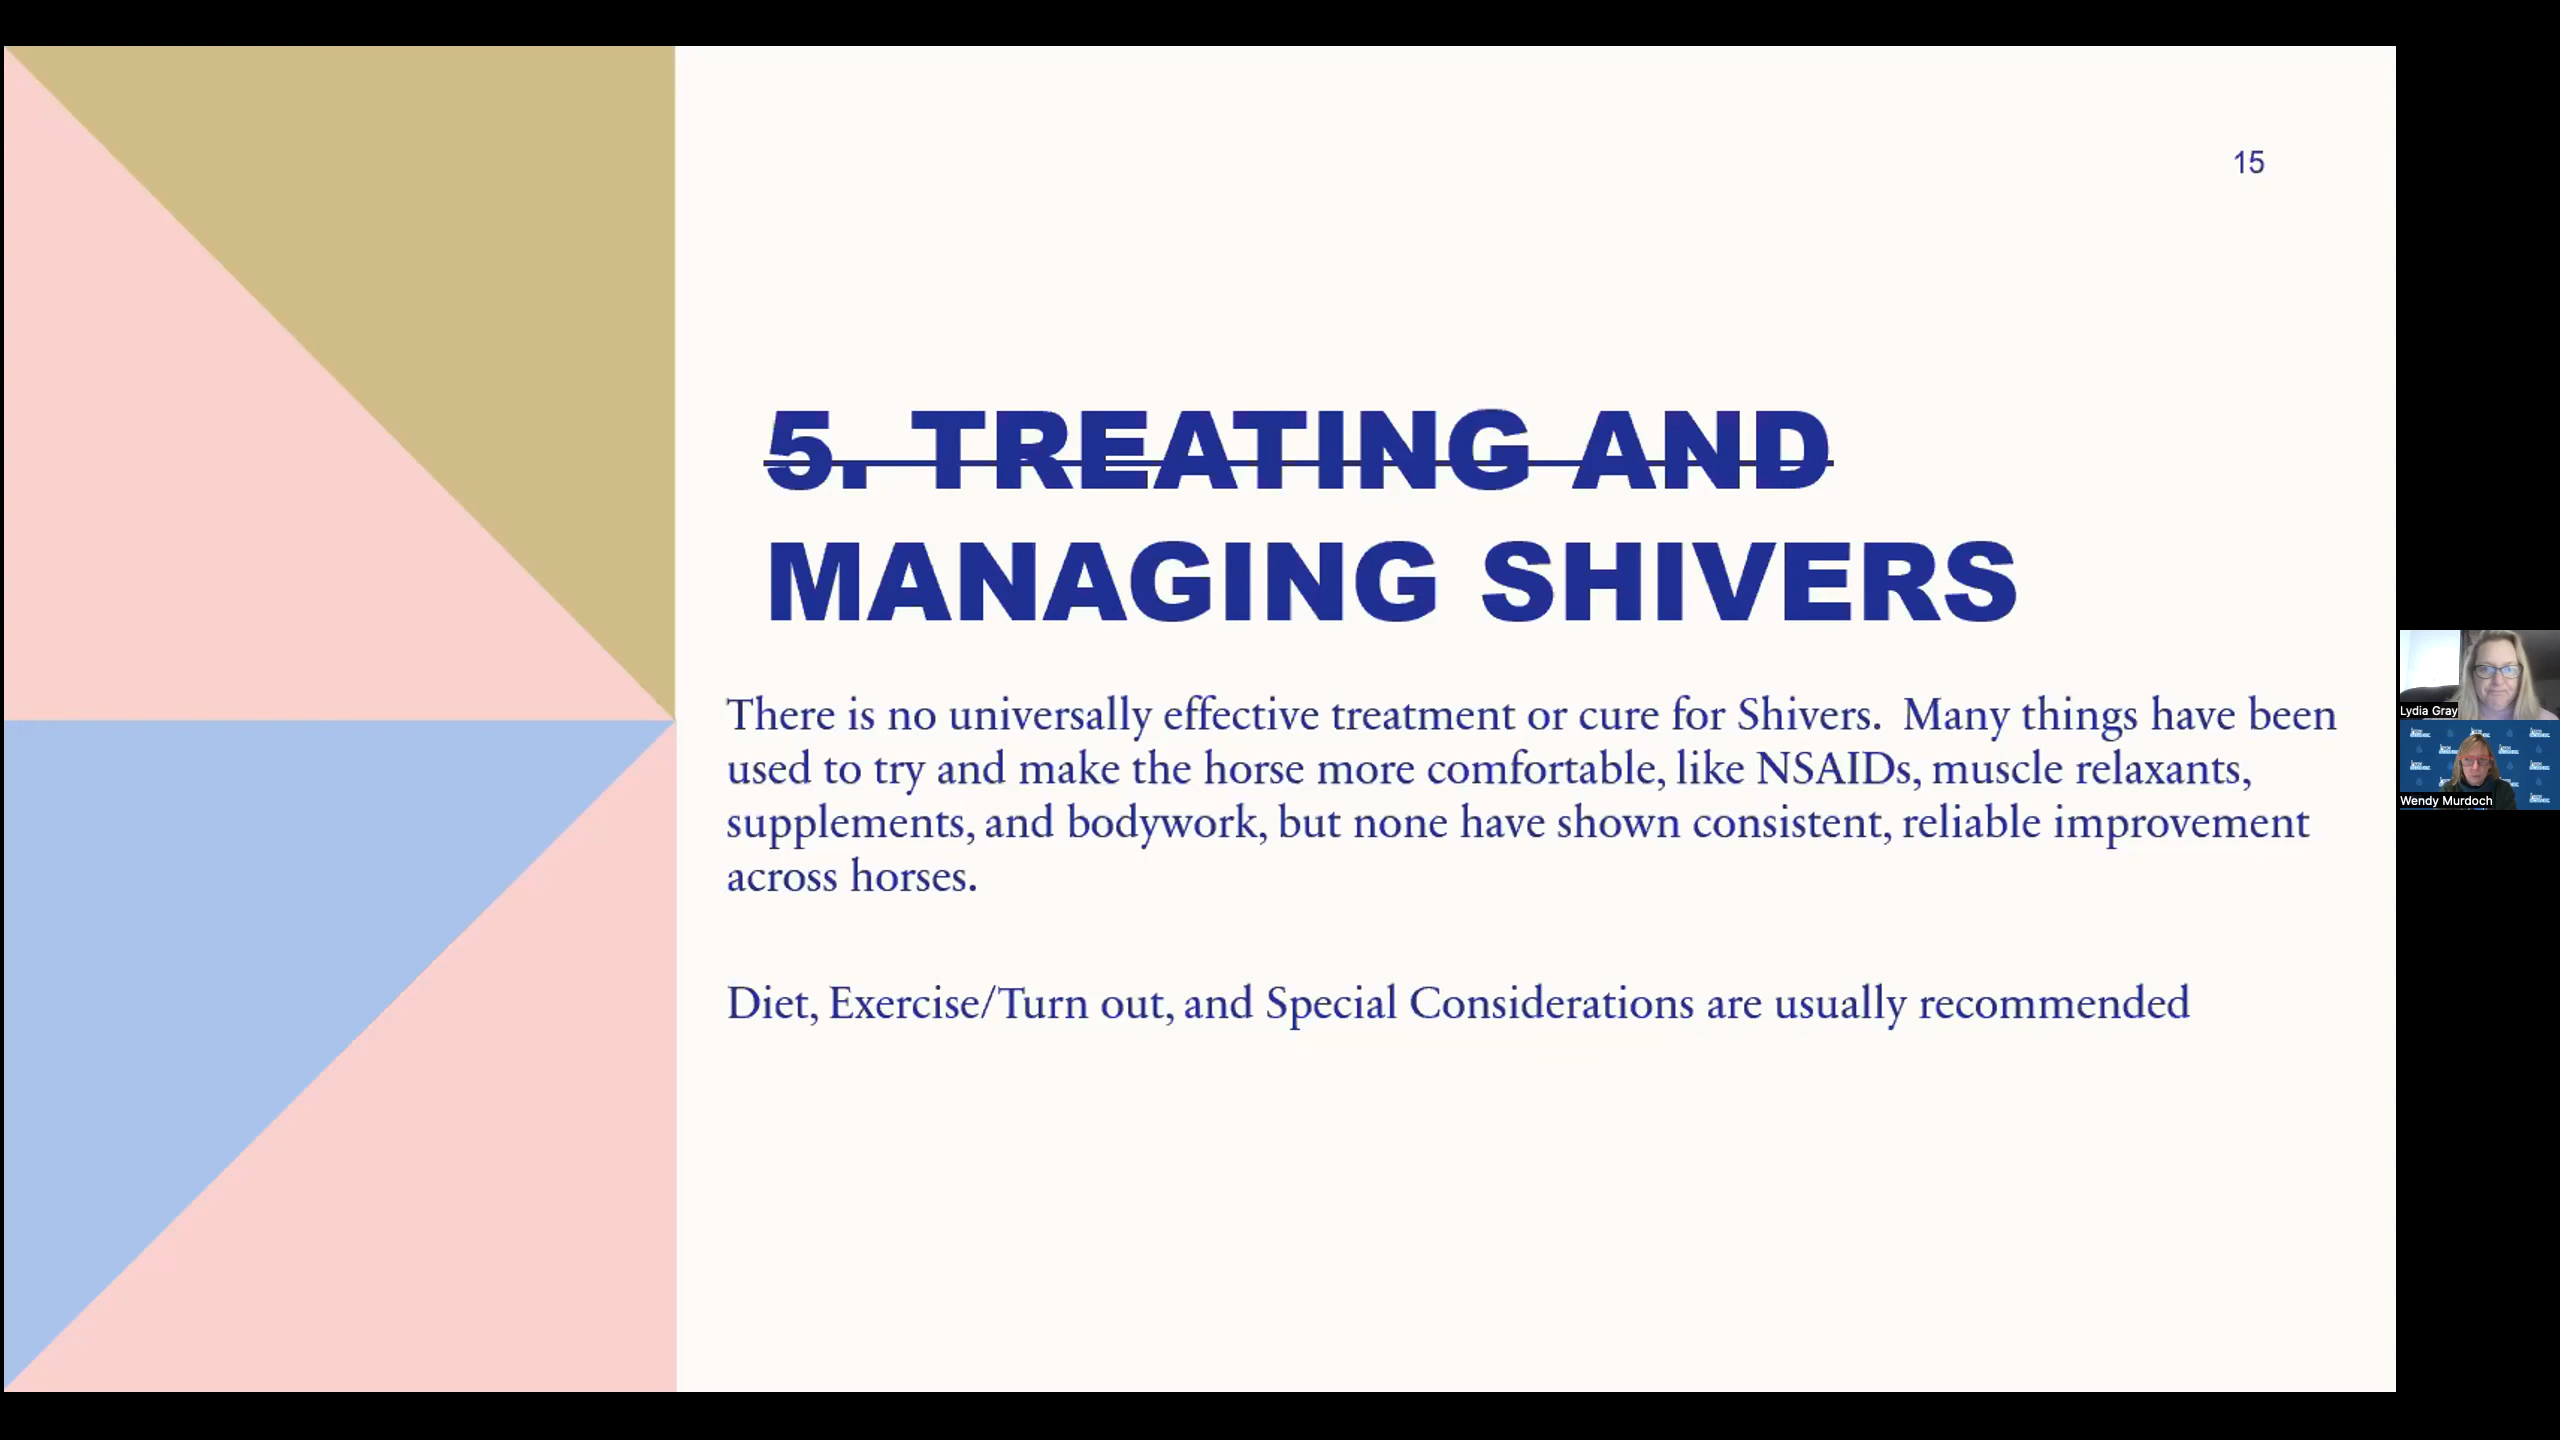 15
5. TREATING AND
MANAGING SHIVERS
There is no universally effective treatment or cure for Shivers.  Many things have been
used to try and make the horse more comfortable, like NSAIDs, muscle relaxants,
supplements, and bodywork, but none have shown consistent, reliable improvement
across horses.
Diet, Exercise/Turn out, and Special Considerations are usually recommended
Lydia Gray
Wendy Murdoch